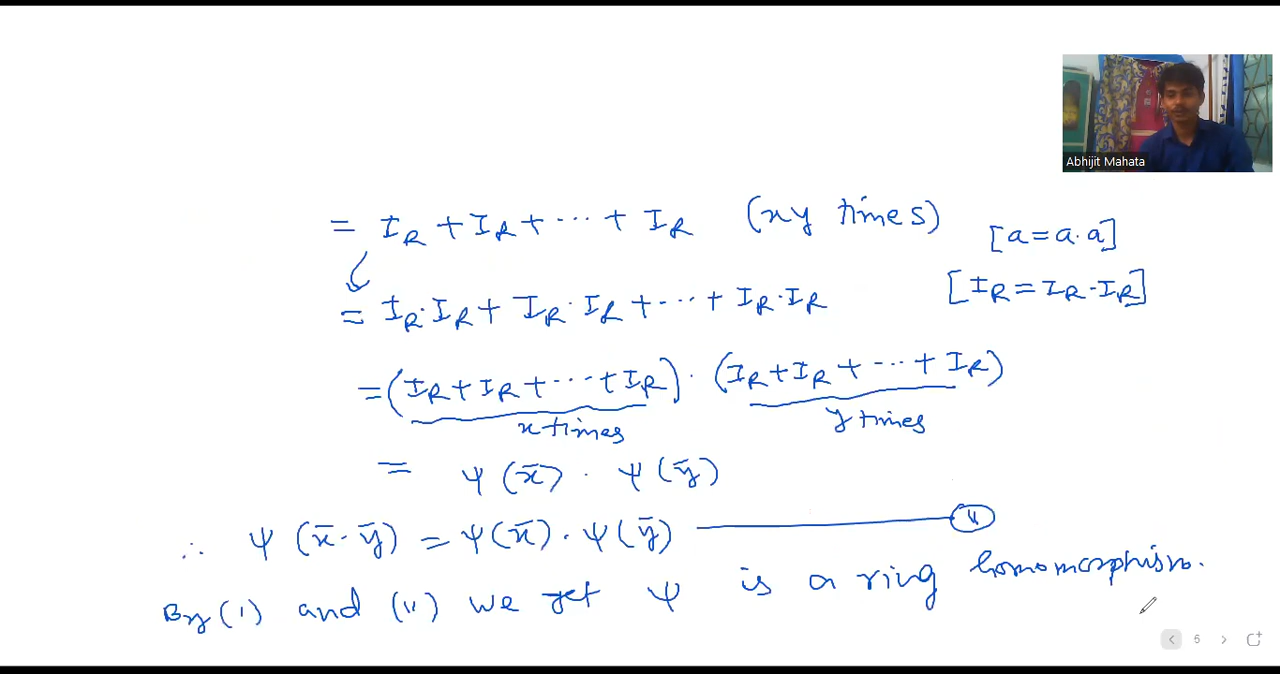 Abhijit Mahata
= I_R + I_R + ··· + I_R (xy times) [a = a·a]
= I_R·I_R + I_R·I_R + ··· + I_R·I_R [I_R = I_R·I_R]
= (I_R + I_R + ··· + I_R) · (I_R + I_R + ··· + I_R)
x times y times
= ψ(x̄) · ψ(ȳ)
∴ ψ(x̄·ȳ) = ψ(x̄)·ψ(ȳ) — (ii)
By (i) and (ii) we get ψ is a ring homomorphism.
6